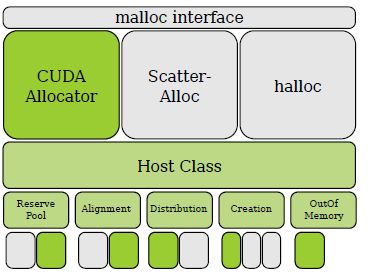 malloc interface
CUDA
Allocator
Scatter-
Alloc
halloc
Host Class
Reserve
Pool
Alignment
Distribution
Creation
OutOf
Memory